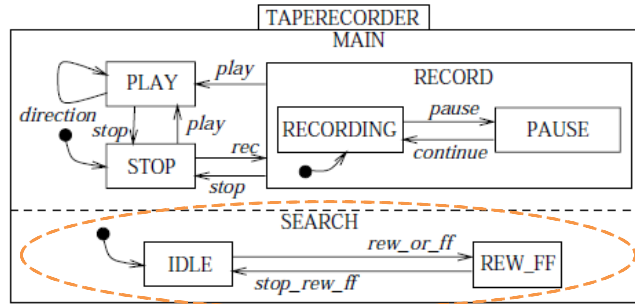 TAPERECORDER
MAIN
PLAY
play
RECORD
direction
stop
play
RECORDING
pause
PAUSE
continue
STOP
rec
stop
SEARCH
IDLE
rew_or_ff
REW_FF
stop_rew_ff